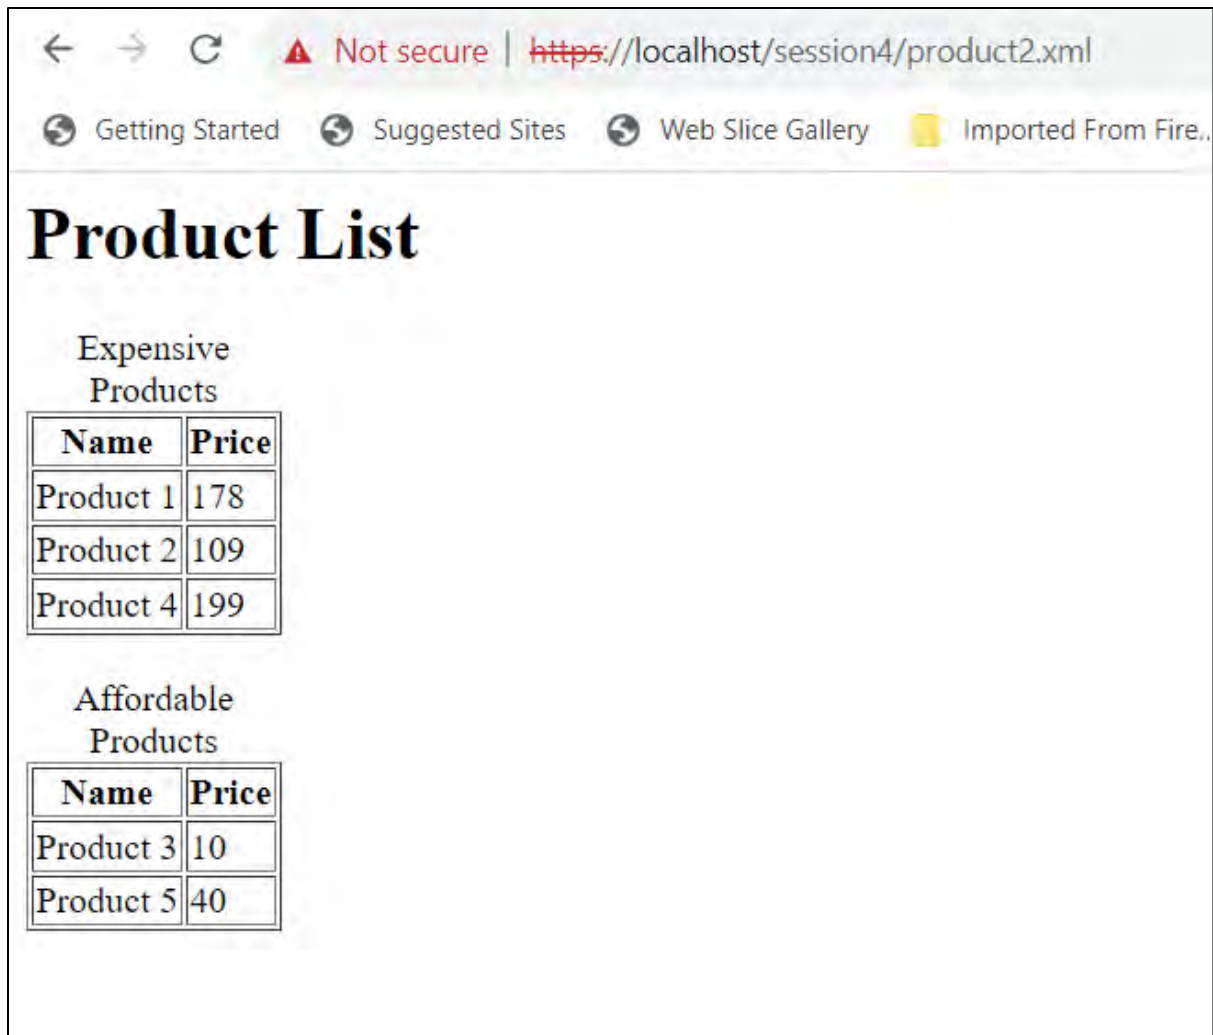 Not secure | https://localhost/session4/product2.xml
Getting Started Suggested Sites Web Slice Gallery Imported From Fire..
Product List
Expensive
Products
Name Price
Product 1 178
Product 2 109
Product 4 199
Affordable
Products
Name Price
Product 3 10
Product 5 40